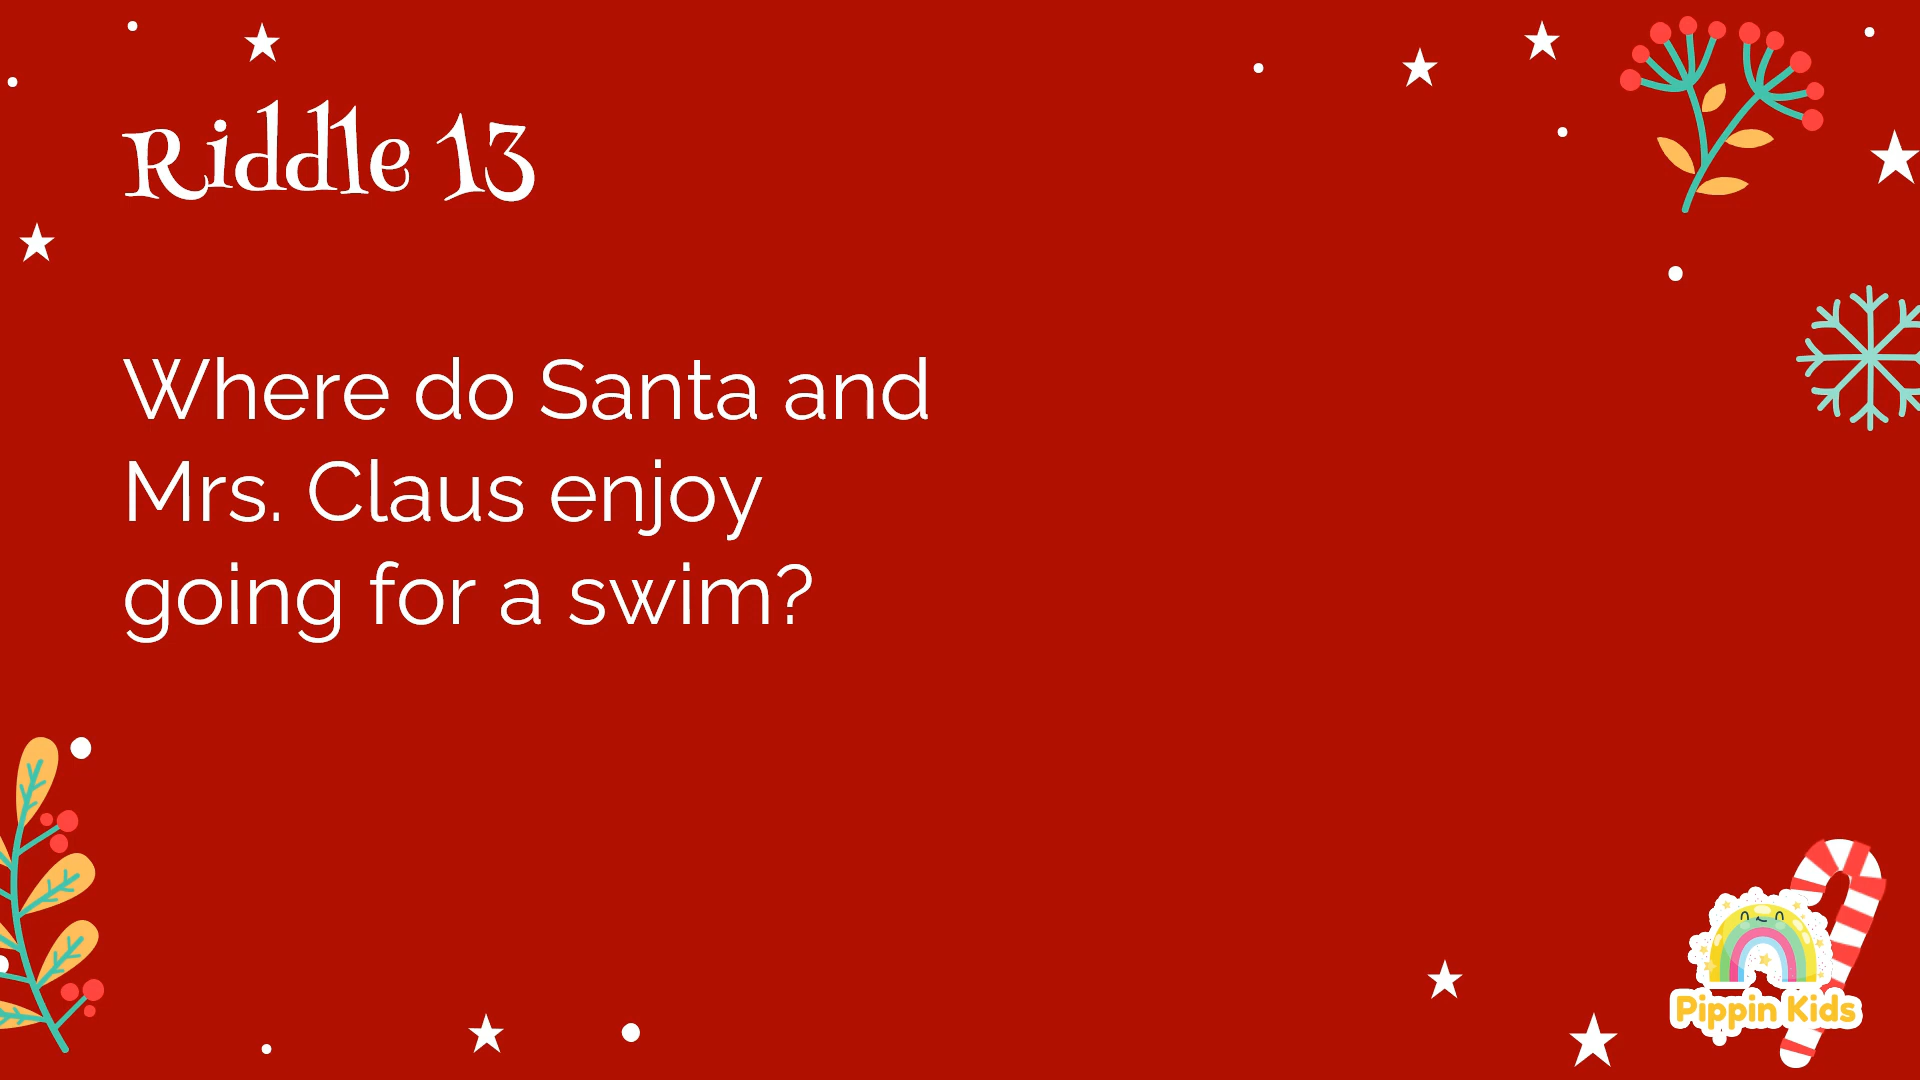 Riddle 13
Where do Santa and
Mrs. Claus enjoy
going for a swim?
Pippin Kids